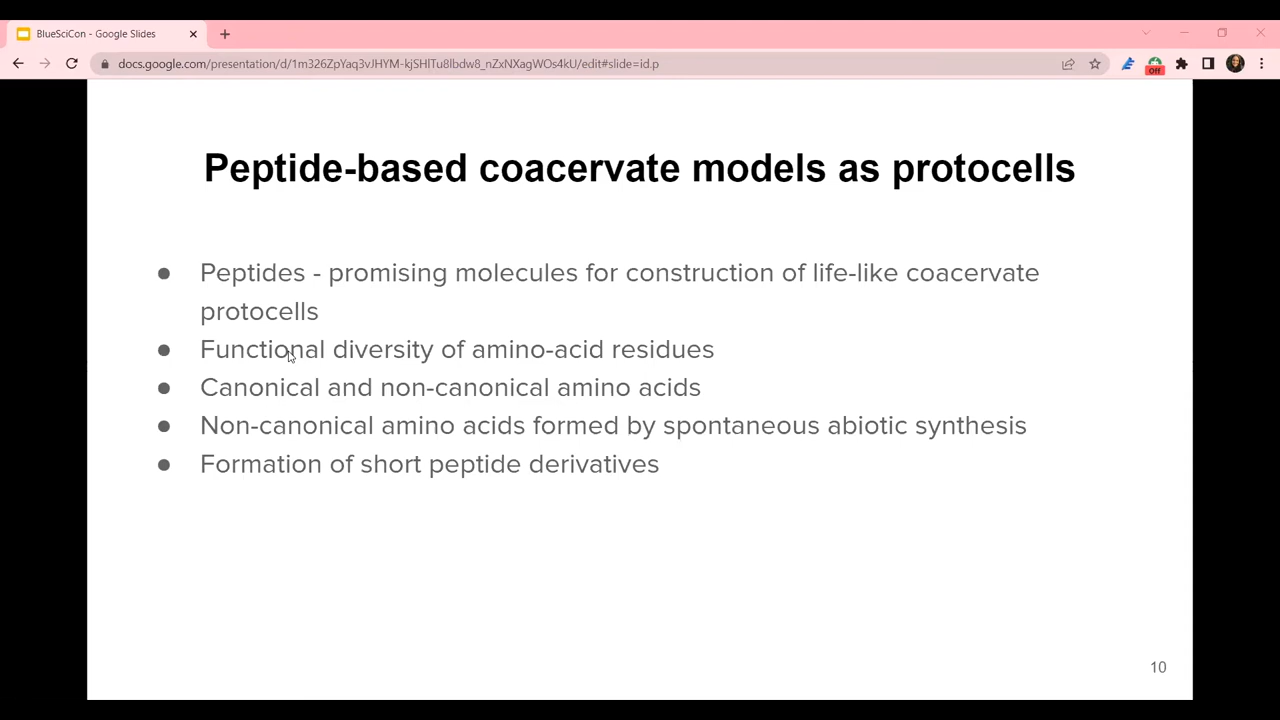 BlueSciCon - Google Slides
docs.google.com/presentation/d/1m326ZpYaq3vJHYM-kjSHlTu8lbdw8_nZxNXagWOs4kU/edit#slide=id.p
Off
Peptide-based coacervate models as protocells
● Peptides - promising molecules for construction of life-like coacervate
protocells
● Functional diversity of amino-acid residues
● Canonical and non-canonical amino acids
● Non-canonical amino acids formed by spontaneous abiotic synthesis
● Formation of short peptide derivatives
10